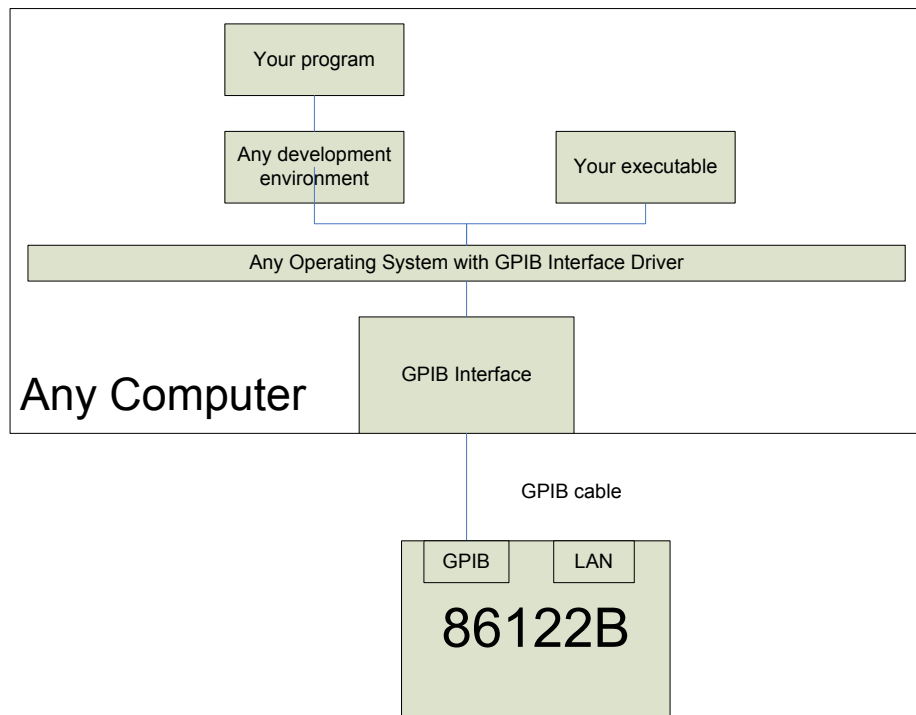 Your program
Any development
environment
Your executable
Any Operating System with GPIB Interface Driver
GPIB Interface
Any Computer
GPIB cable
GPIB
LAN
86122B